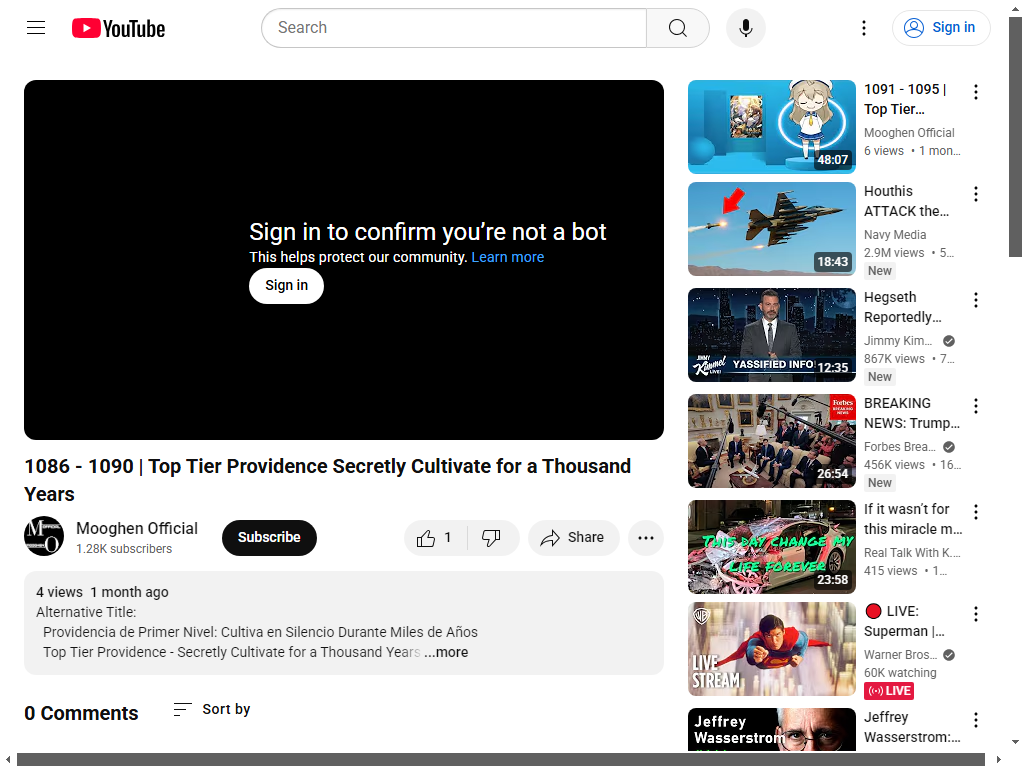 YouTube
Search
Sign in
Sign in to confirm you’re not a bot
This helps protect our community. Learn more
Sign in
1086 - 1090 | Top Tier Providence Secretly Cultivate for a Thousand
Years
Mooghen Official
1.28K subscribers
Subscribe
1
Share
4 views 1 month ago
Alternative Title:
Providencia de Primer Nivel: Cultiva en Silencio Durante Miles de Años
Top Tier Providence - Secretly Cultivate for a Thousand Years ...more
0 Comments
Sort by
48:07
1091 - 1095 |
Top Tier…
Mooghen Official
6 views • 1 mon…
18:43
Houthis
ATTACK the…
Navy Media
2.9M views • 5…
New
JIMMY
Kimmel
LIVE!
YASSIFIED INFO
12:35
Hegseth
Reportedly…
Jimmy Kim…
867K views • 7…
New
Forbes
BREAKING
NEWS
26:54
BREAKING
NEWS: Trump…
Forbes Brea…
456K views • 16…
New
THIS DAY CHANGE MY
LIFE FOREVER
23:58
If it wasn’t for
this miracle m…
Real Talk With K.…
415 views • 1…
WB
LIVE
STREAM
LIVE:
Superman |…
Warner Bros…
60K watching
LIVE
Jeffrey
Wasserstrom
Jeffrey
Wasserstrom:…